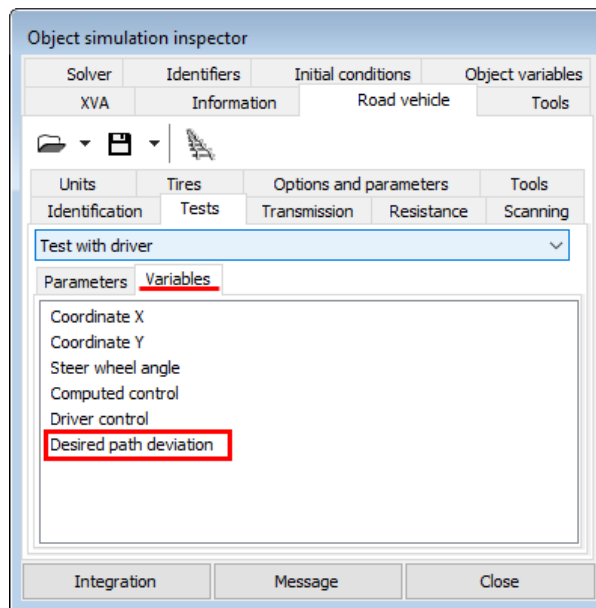 Object simulation inspector
Solver Identifiers Initial conditions Object variables
XVA Information Road vehicle Tools
Units Tires Options and parameters Tools
Identification Tests Transmission Resistance Scanning
Test with driver
Parameters Variables
Coordinate X
Coordinate Y
Steer wheel angle
Computed control
Driver control
Desired path deviation
Integration Message Close